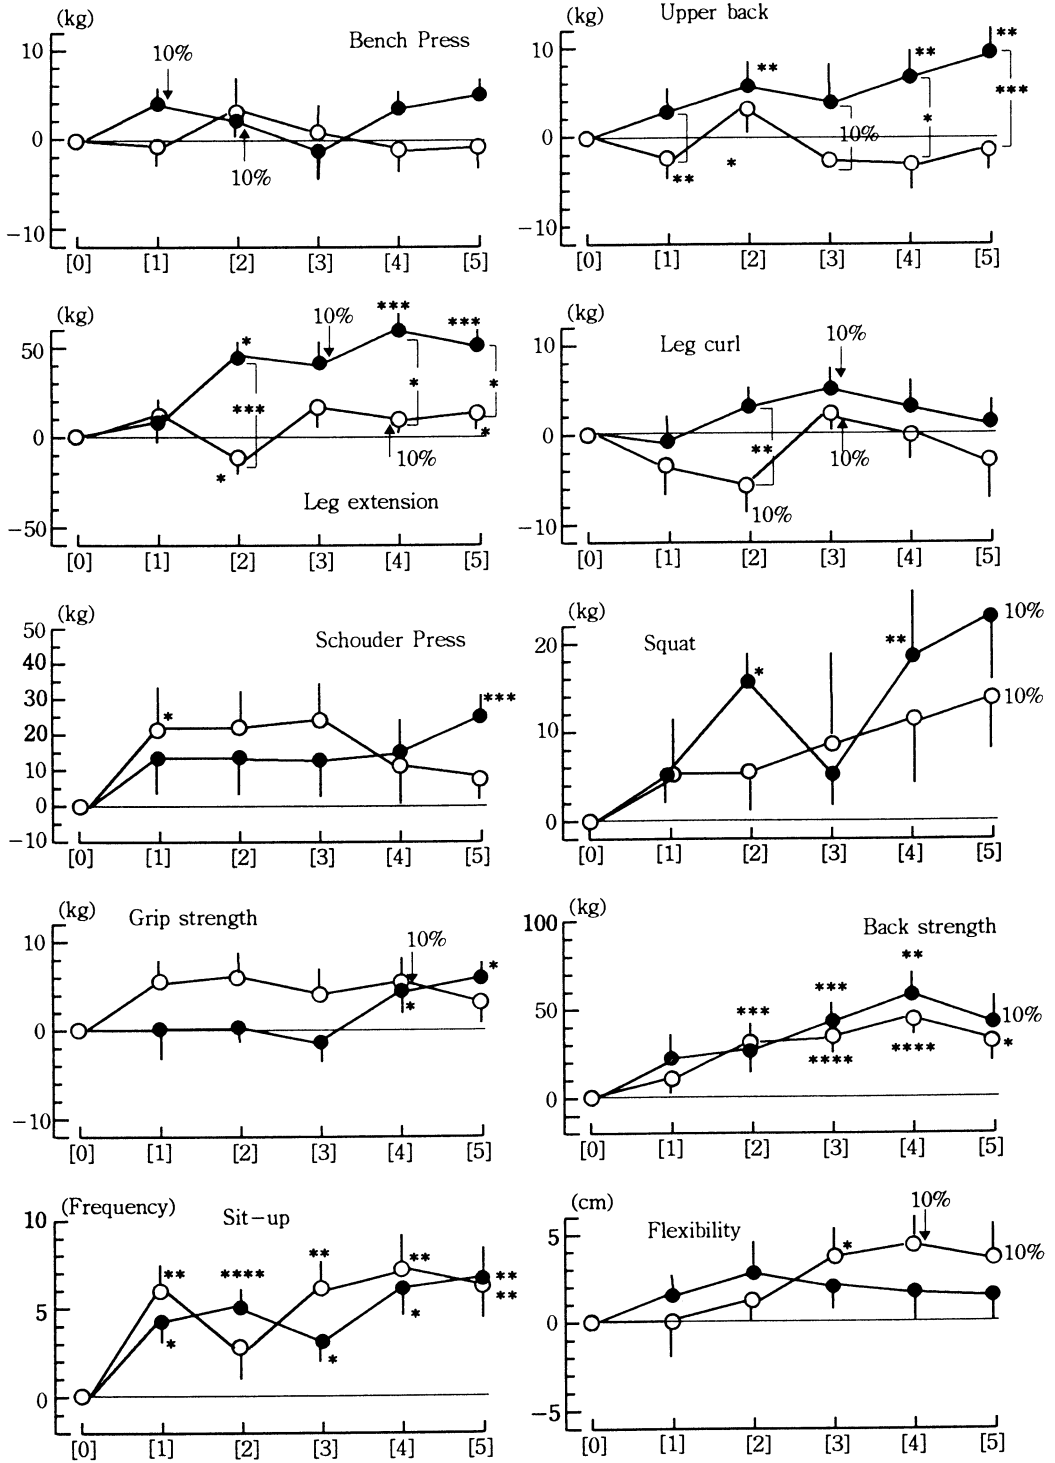 (kg)
Bench Press
10
10%
0
10%
-10
[0] [1] [2] [3] [4] [5]
(kg)
Upper back
10
**
**
**
***
*
10%
0
*
**
-10
[0] [1] [2] [3] [4] [5]
(kg)
***
10%
***
50
*
*
*
***
0
*
10%
*
Leg extension
-50
[0] [1] [2] [3] [4] [5]
(kg)
10%
10
Leg curl
0
**
10%
10%
-10
[0] [1] [2] [3] [4] [5]
(kg)
50
Schouder Press
40
30
***
*
20
10
0
-10
[0] [1] [2] [3] [4] [5]
(kg)
10%
Squat
**
20
*
10%
10
0
[0] [1] [2] [3] [4] [5]
(kg)
Grip strength
10
10%
*
*
0
-10
[0] [1] [2] [3] [4] [5]
(kg)
100
Back strength
**
***
50
***
10%
*
****
****
0
[0] [1] [2] [3] [4] [5]
(Frequency)
10
Sit-up
**
**
**
****
**
**
5
*
*
*
0
[0] [1] [2] [3] [4] [5]
(cm)
10%
Flexibility
5
*
10%
0
-5
[0] [1] [2] [3] [4] [5]